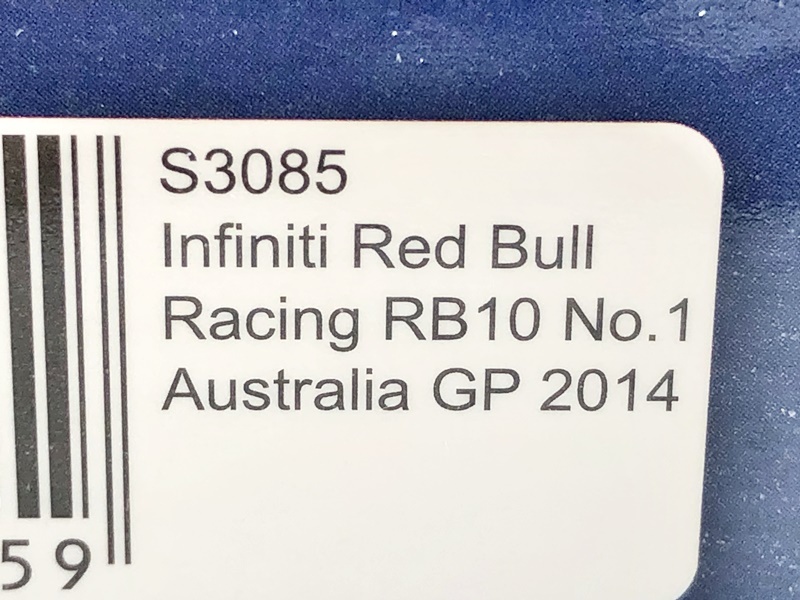 S3085
Infiniti Red Bull
Racing RB10 No.1
Australia GP 2014
59